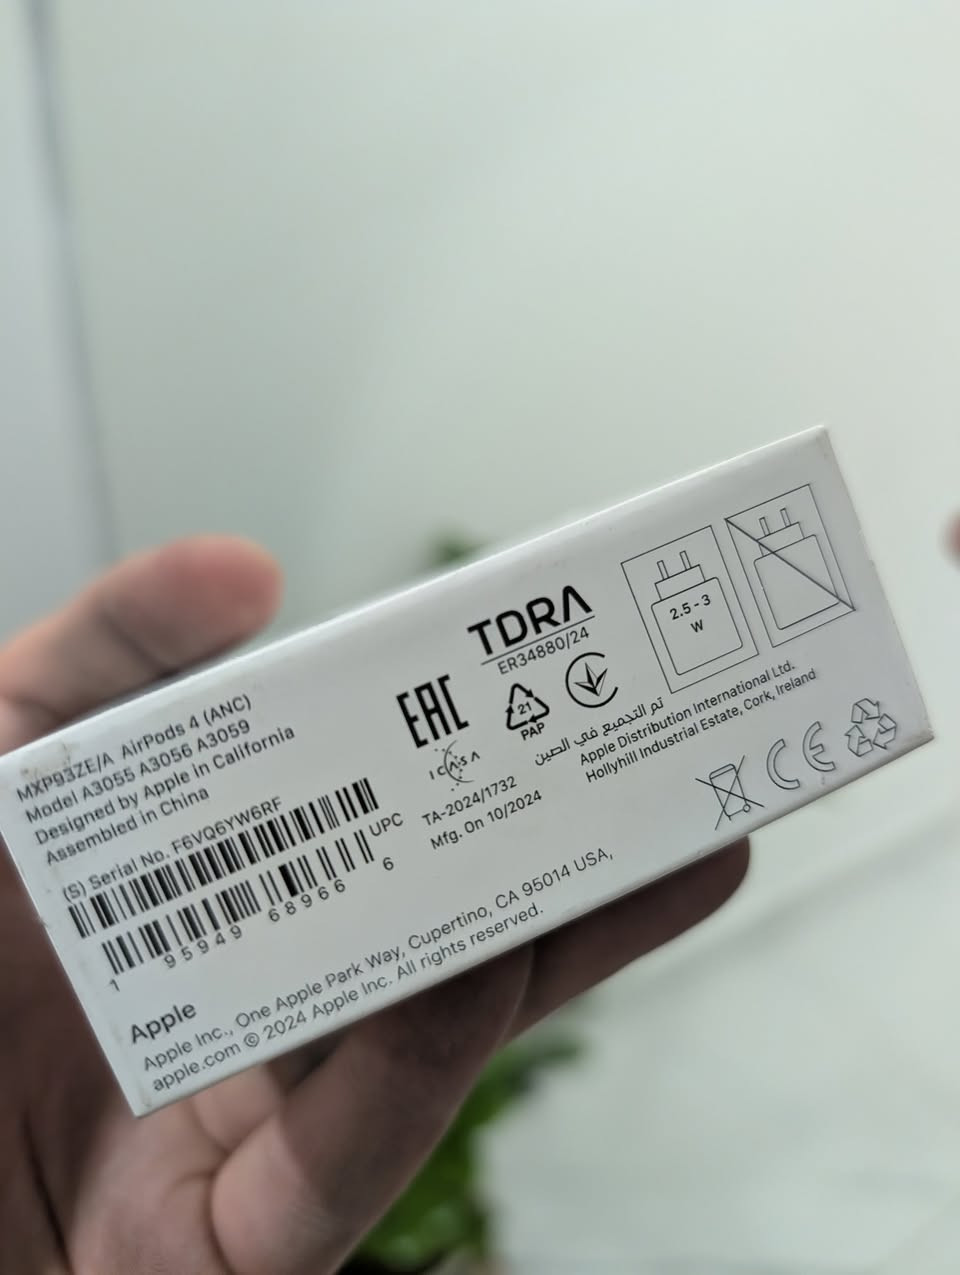 MXP93ZE/A AirPods 4 (ANC)
Model A3055 A3056 A3059
Designed by Apple in California
Assembled in China
(S) Serial No. F6VQ6YW6RF
UPC
1 95949 68966 6
Apple
Apple Inc., One Apple Park Way, Cupertino, CA 95014 USA,
apple.com © 2024 Apple Inc. All rights reserved.
EAC
TDRA
ER34880/24
21
PAP
ICASA
TA-2024/1732
Mfg. On 10/2024
تم التجميع في الصين
Apple Distribution International Ltd.
Hollyhill Industrial Estate, Cork, Ireland
2.5 - 3
W
CE